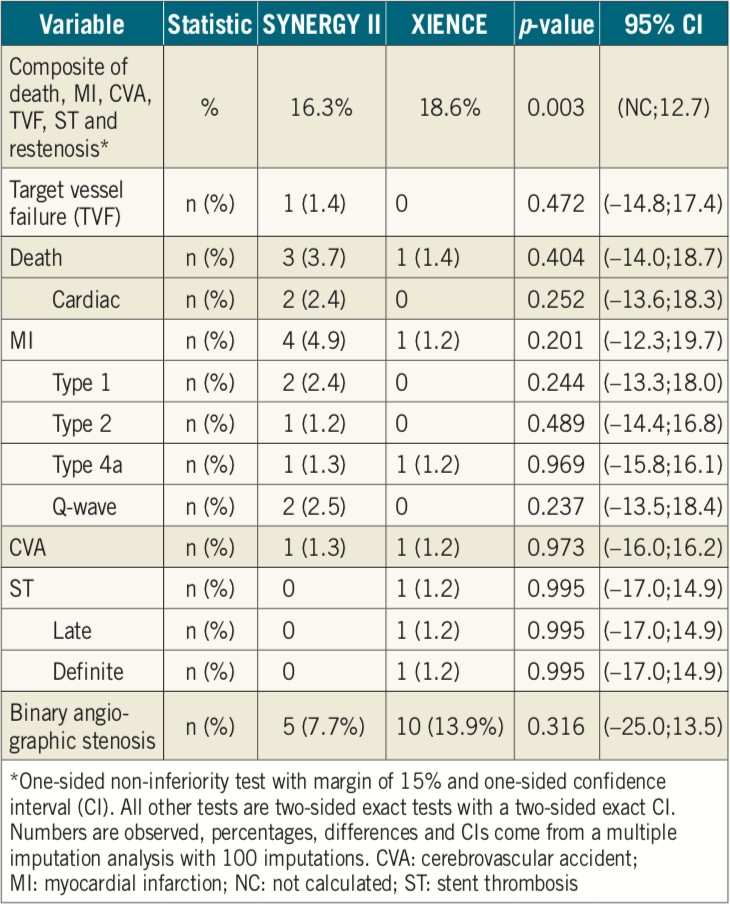 Variable Statistic SYNERGY II XIENCE p-value 95% CI
Composite of
death, MI, CVA,
TVF, ST and
restenosis*
% 16.3% 18.6% 0.003 (NC;12.7)
Target vessel
failure (TVF)
n (%) 1 (1.4) 0 0.472 (–14.8;17.4)
Death n (%) 3 (3.7) 1 (1.4) 0.404 (–14.0;18.7)
Cardiac n (%) 2 (2.4) 0 0.252 (–13.6;18.3)
MI n (%) 4 (4.9) 1 (1.2) 0.201 (–12.3;19.7)
Type 1 n (%) 2 (2.4) 0 0.244 (–13.3;18.0)
Type 2 n (%) 1 (1.2) 0 0.489 (–14.4;16.8)
Type 4a n (%) 1 (1.3) 1 (1.2) 0.969 (–15.8;16.1)
Q-wave n (%) 2 (2.5) 0 0.237 (–13.5;18.4)
CVA n (%) 1 (1.3) 1 (1.2) 0.973 (–16.0;16.2)
ST n (%) 0 1 (1.2) 0.995 (–17.0;14.9)
Late n (%) 0 1 (1.2) 0.995 (–17.0;14.9)
Definite n (%) 0 1 (1.2) 0.995 (–17.0;14.9)
Binary angio-
graphic stenosis
n (%) 5 (7.7%) 10 (13.9%) 0.316 (–25.0;13.5)
*One-sided non-inferiority test with margin of 15% and one-sided confidence
interval (CI). All other tests are two-sided exact tests with a two-sided exact CI.
Numbers are observed, percentages, differences and CIs come from a multiple
imputation analysis with 100 imputations. CVA: cerebrovascular accident;
MI: myocardial infarction; NC: not calculated; ST: stent thrombosis